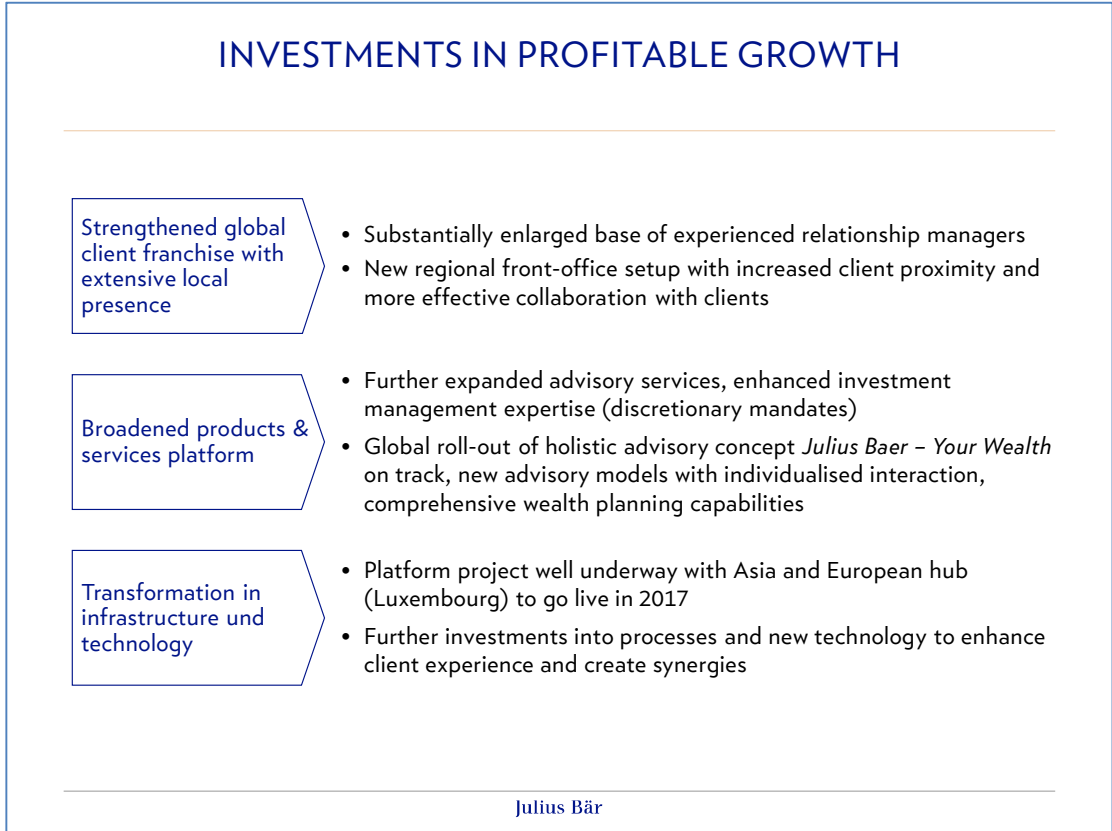 INVESTMENTS IN PROFITABLE GROWTH
Strengthened global
client franchise with
extensive local
presence
• Substantially enlarged base of experienced relationship managers
• New regional front-office setup with increased client proximity and
more effective collaboration with clients
Broadened products &
services platform
• Further expanded advisory services, enhanced investment
management expertise (discretionary mandates)
• Global roll-out of holistic advisory concept Julius Baer – Your Wealth
on track, new advisory models with individualised interaction,
comprehensive wealth planning capabilities
Transformation in
infrastructure und
technology
• Platform project well underway with Asia and European hub
(Luxembourg) to go live in 2017
• Further investments into processes and new technology to enhance
client experience and create synergies
Julius Bär